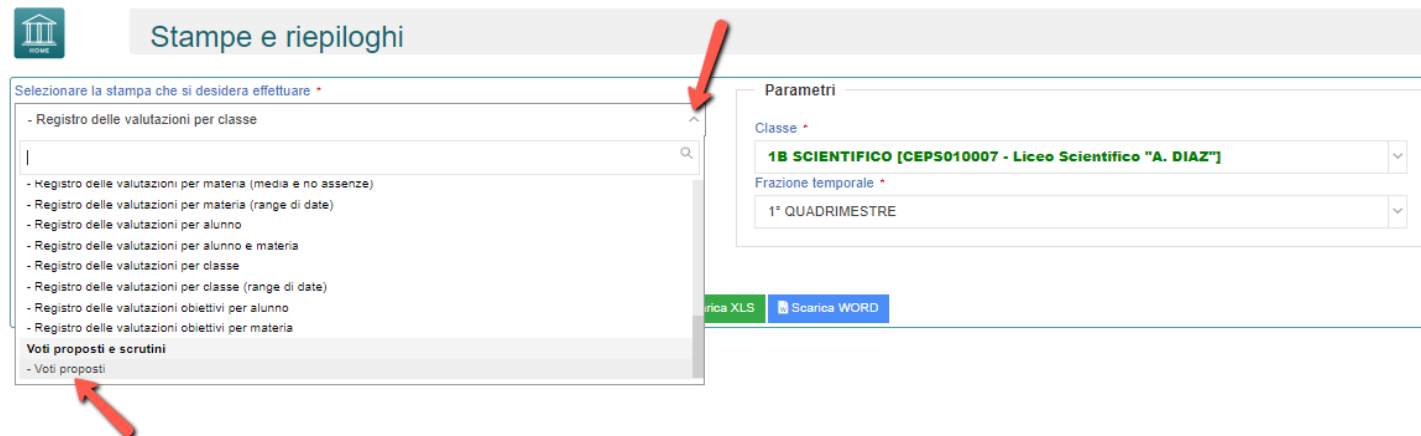 HOME
Stampe e riepiloghi
Selezionare la stampa che si desidera effettuare *
- Registro delle valutazioni per classe
- Registro delle valutazioni per materia (media e no assenze)
- Registro delle valutazioni per materia (range di date)
- Registro delle valutazioni per alunno
- Registro delle valutazioni per alunno e materia
- Registro delle valutazioni per classe
- Registro delle valutazioni per classe (range di date)
- Registro delle valutazioni obiettivi per alunno
- Registro delle valutazioni obiettivi per materia
Voti proposti e scrutini
- Voti proposti
Parametri
Classe *
1B SCIENTIFICO [CEPS010007 - Liceo Scientifico "A. DIAZ"]
Frazione temporale *
1° QUADRIMESTRE
rica XLS
Scarica WORD